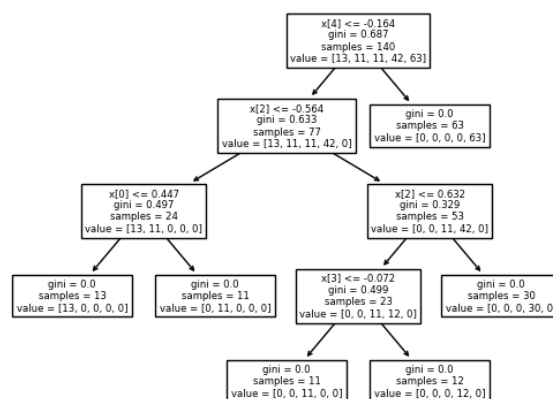 x[4] <= -0.164
gini = 0.687
samples = 140
value = [13, 11, 11, 42, 63]
x[2] <= -0.564
gini = 0.633
samples = 77
value = [13, 11, 11, 42, 0]
gini = 0.0
samples = 63
value = [0, 0, 0, 0, 63]
x[0] <= 0.447
gini = 0.497
samples = 24
value = [13, 11, 0, 0, 0]
x[2] <= 0.632
gini = 0.329
samples = 53
value = [0, 0, 11, 42, 0]
gini = 0.0
samples = 13
value = [13, 0, 0, 0, 0]
gini = 0.0
samples = 11
value = [0, 11, 0, 0, 0]
x[3] <= -0.072
gini = 0.499
samples = 23
value = [0, 0, 11, 12, 0]
gini = 0.0
samples = 30
value = [0, 0, 0, 30, 0
gini = 0.0
samples = 11
value = [0, 0, 11, 0, 0]
gini = 0.0
samples = 12
value = [0, 0, 0, 12, 0]